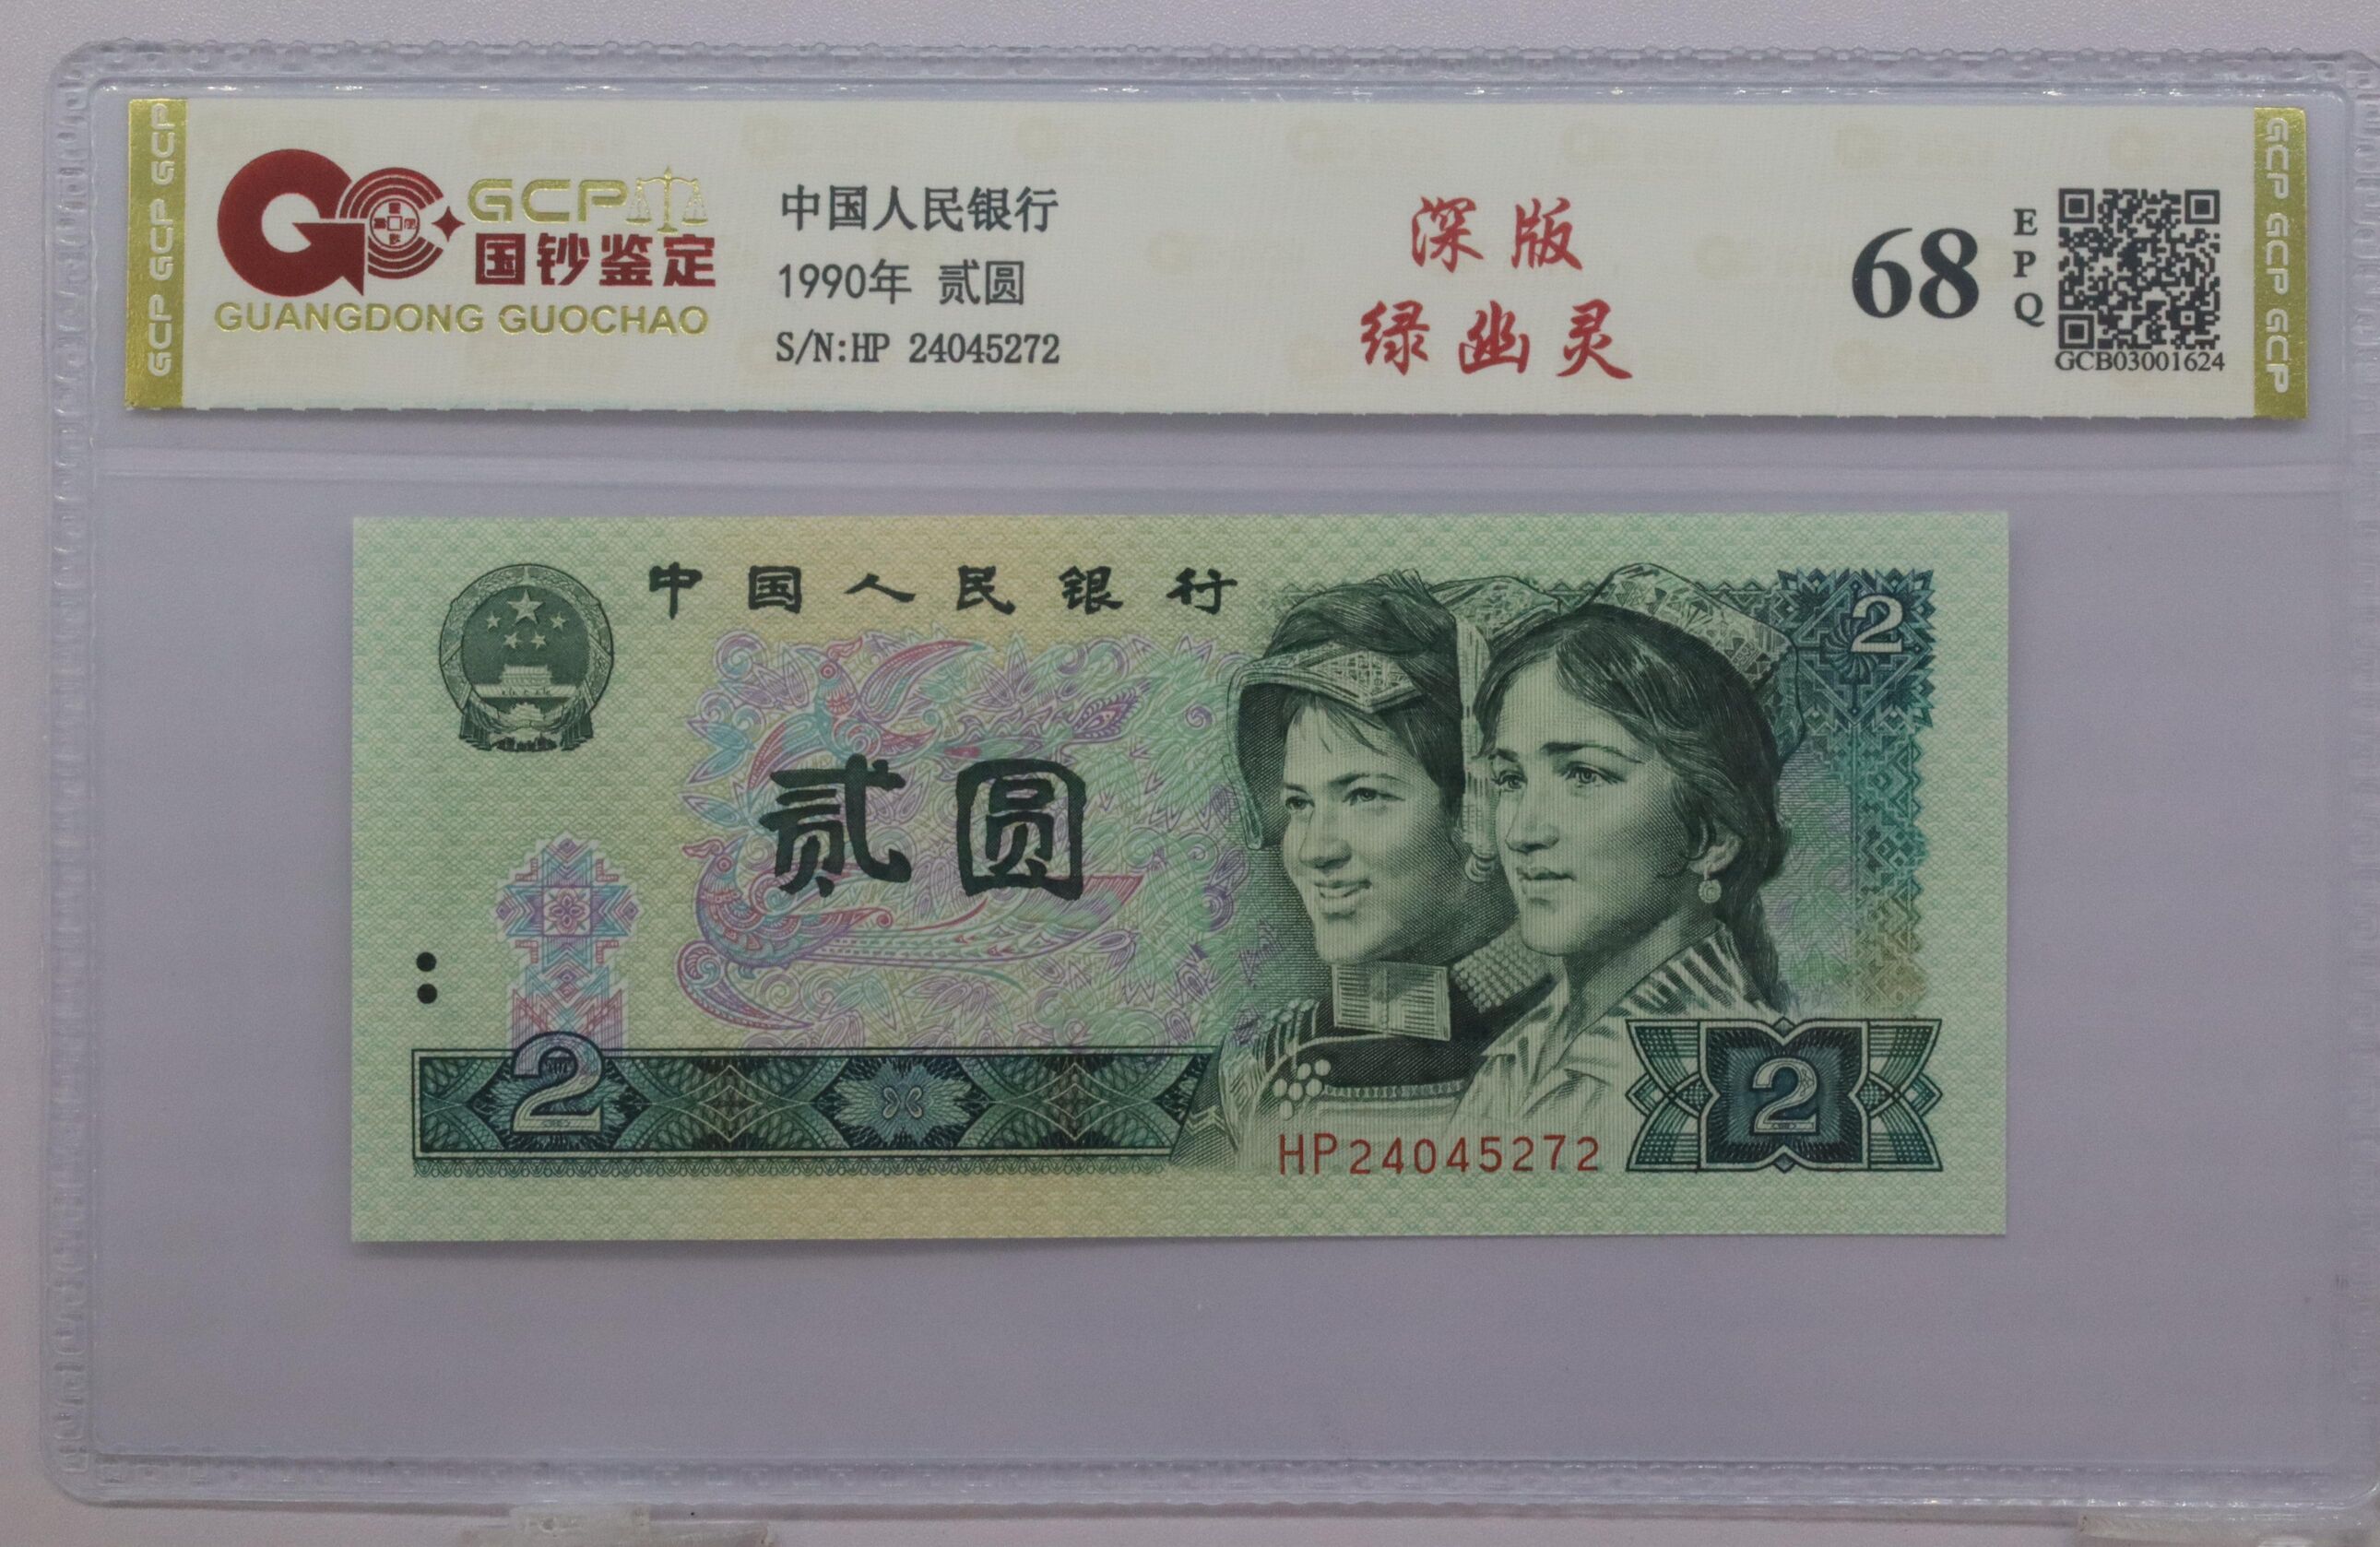 GCP GCP GCP
GCP
国钞鉴定
GUANGDONG GUOCHAO
中国人民银行
1990年 贰圆
S/N:HP 24045272
深版
绿幽灵
68
EPQ
GCB03001624
GCP GCP GCP
中国人民银行
2
贰圆
2
2
HP24045272